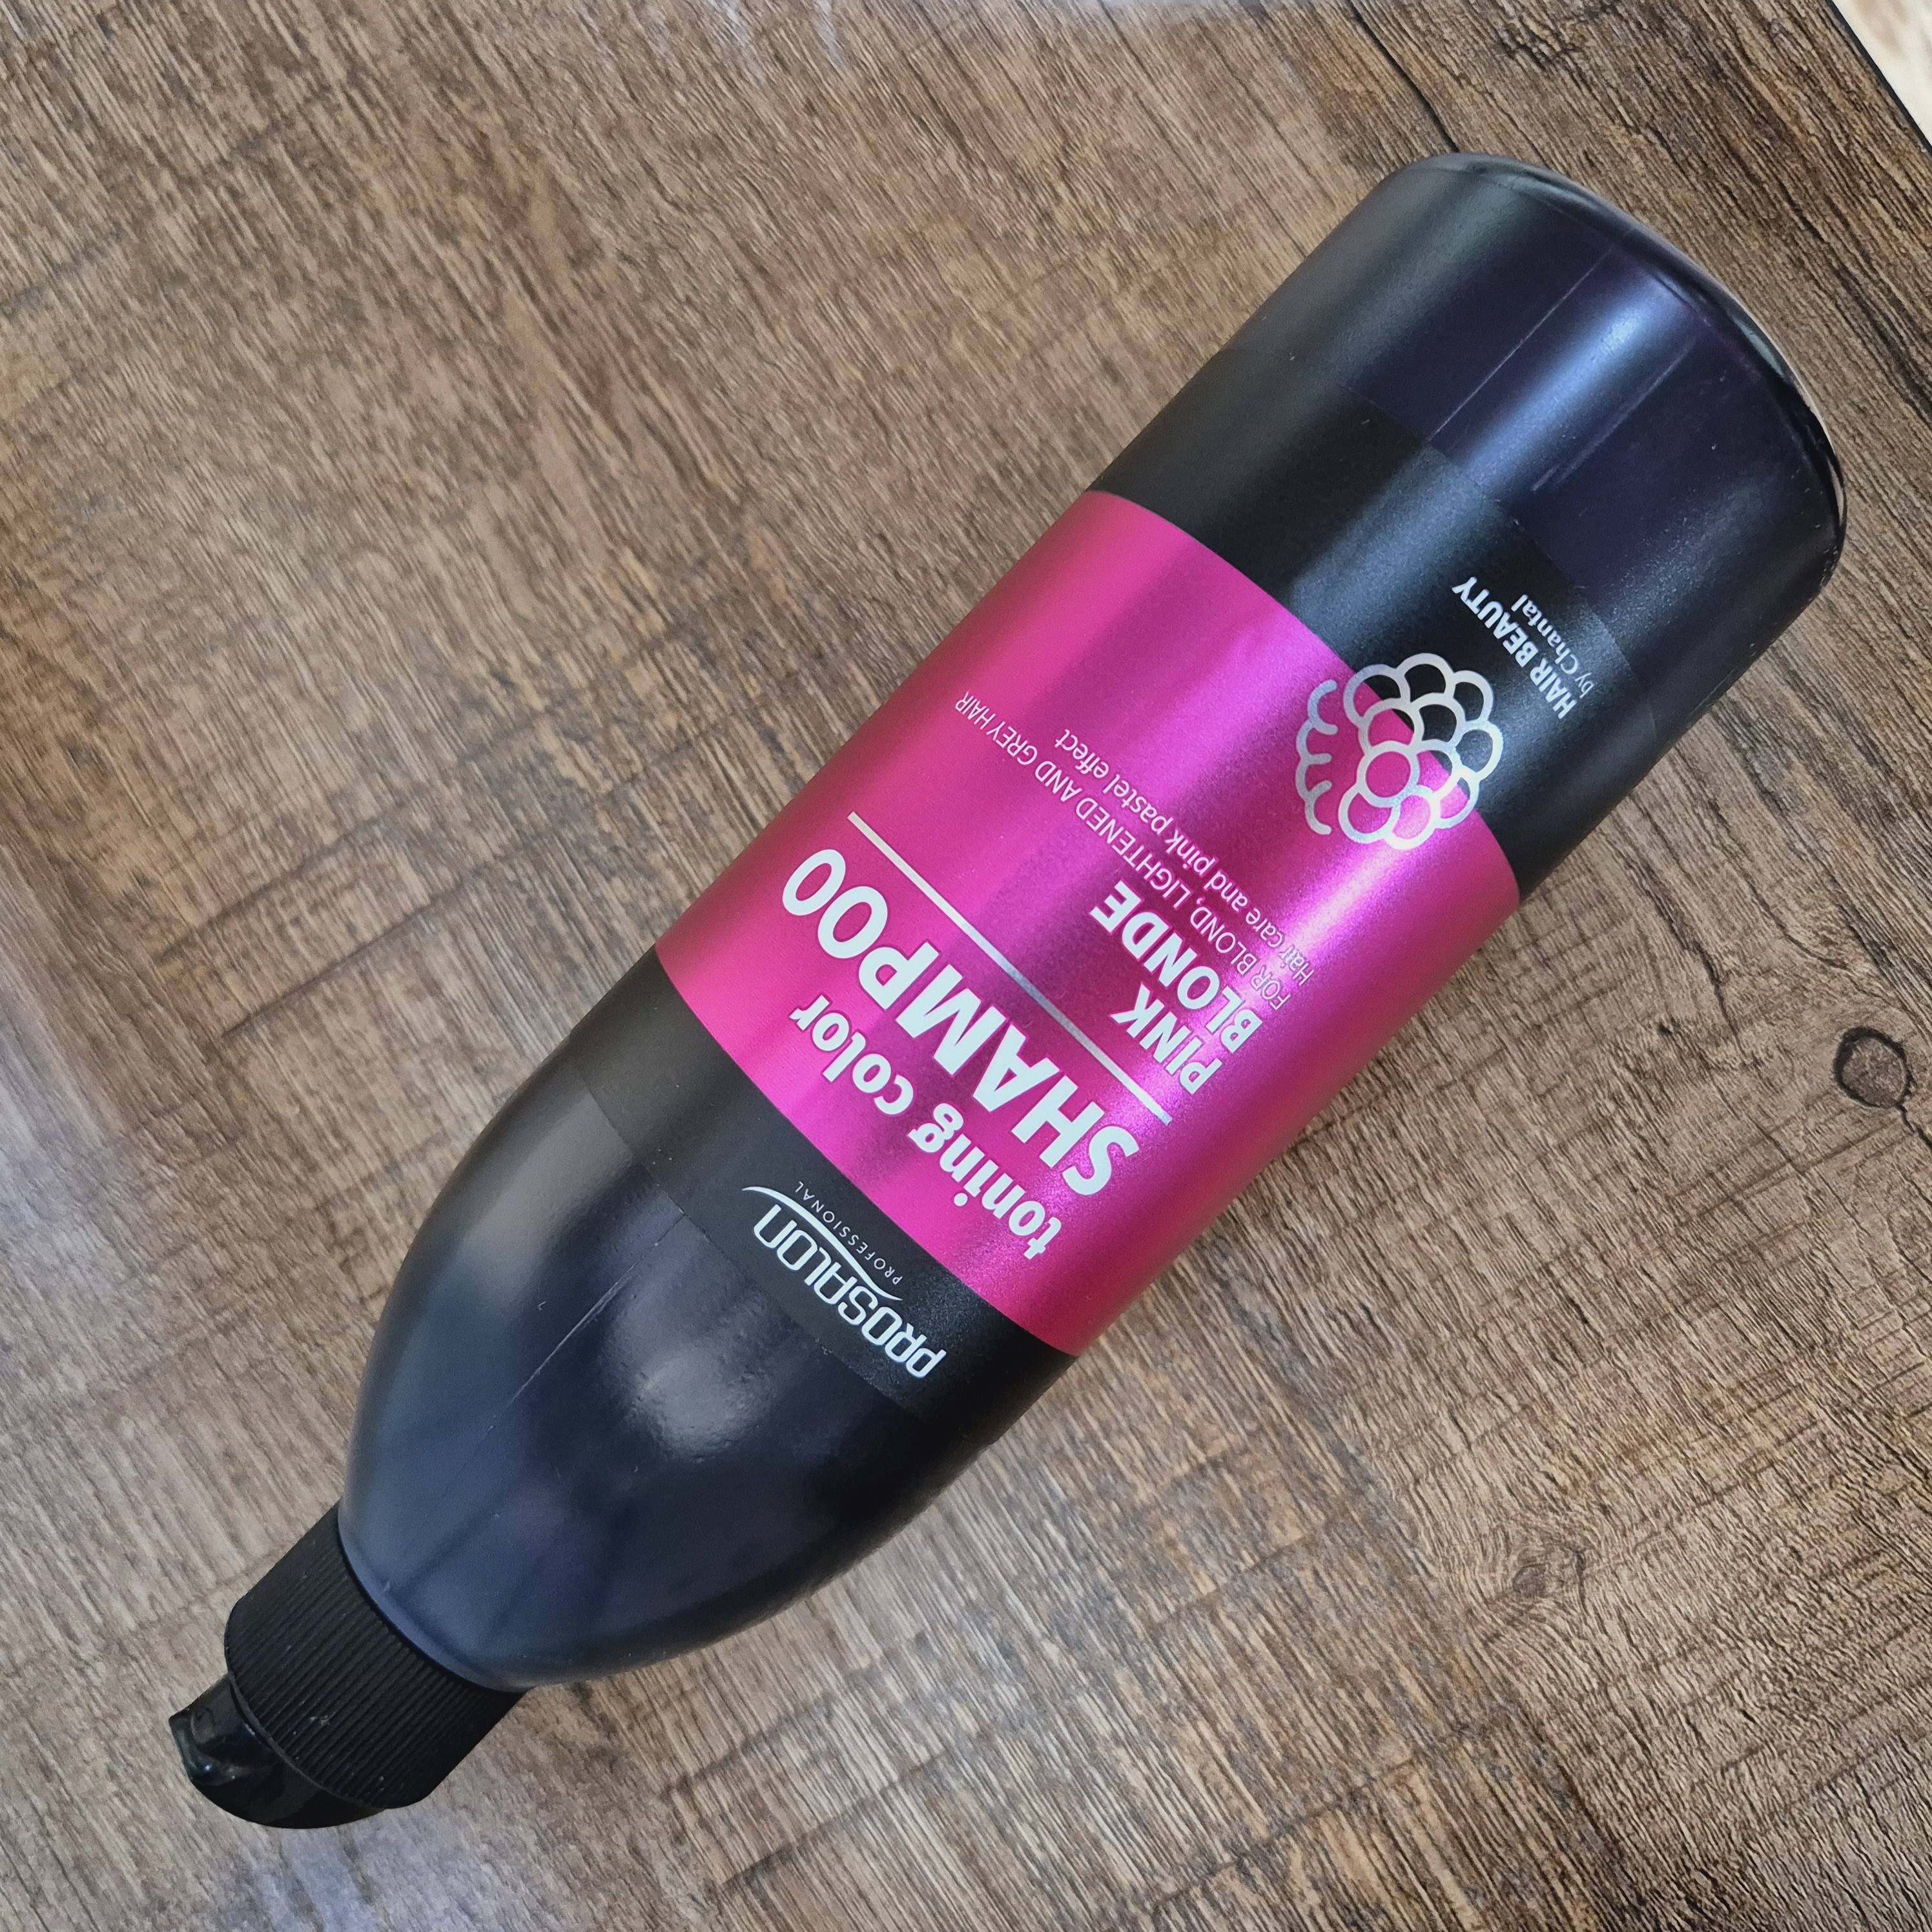 PROSALON
PROFESSIONAL
toning color
SHAMPOO
PINK
BLONDE
FOR BLOND, LIGHTENED AND GREY HAIR
Hair care and pink pastel effect
HAIR BEAUTY
by Chantal